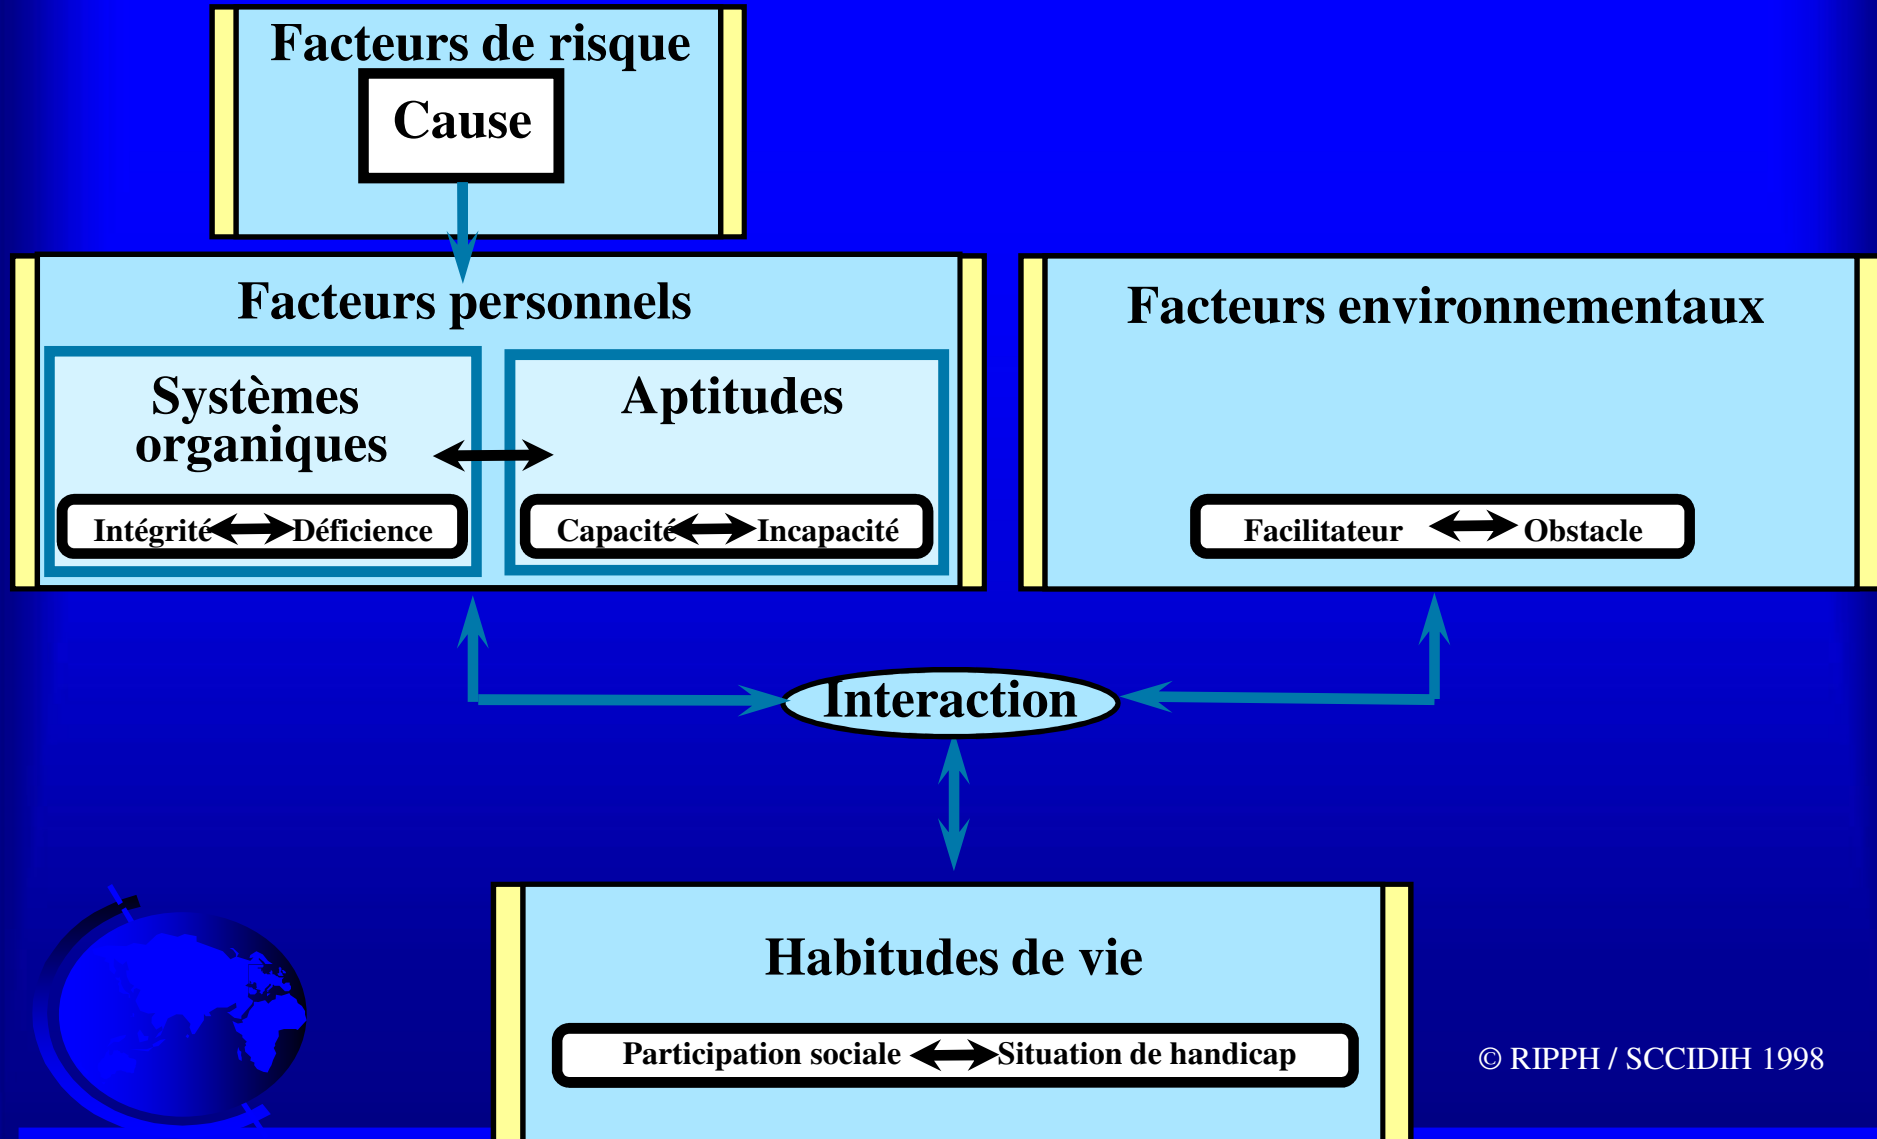 Facteurs de risque
Cause
Facteurs personnels
Systèmes
organiques
Intégrité Déficience
Aptitudes
Capacité Incapacité
Facteurs environnementaux
Facilitateur Obstacle
Interaction
Habitudes de vie
Participation sociale Situation de handicap
© RIPPH / SCCIDIH 1998